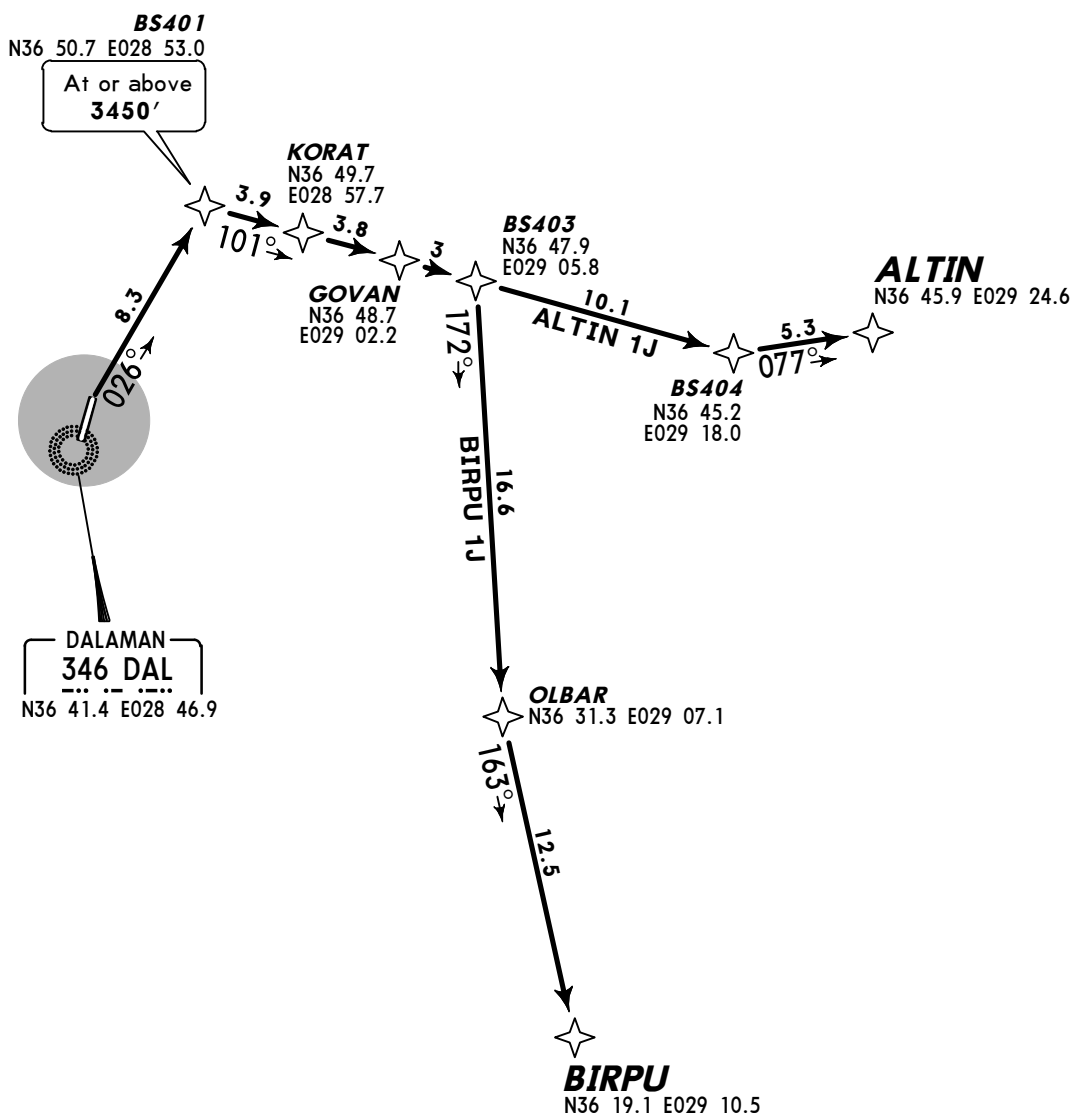 BS401
N36 50.7 E028 53.0
At or above
3450'
KORAT
N36 49.7
E028 57.7
3.9
101°
3.8
3
BS403
N36 47.9
E029 05.8
GOVAN
N36 48.7
E029 02.2
ALTIN
N36 45.9 E029 24.6
10.1
ALTIN 1J
5.3
077°
BS404
N36 45.2
E029 18.0
8.3
026°
172°
16.6
BIRPU 1J
DALAMAN
346 DAL
N36 41.4 E028 46.9
OLBAR
N36 31.3 E029 07.1
163°
12.5
BIRPU
N36 19.1 E029 10.5